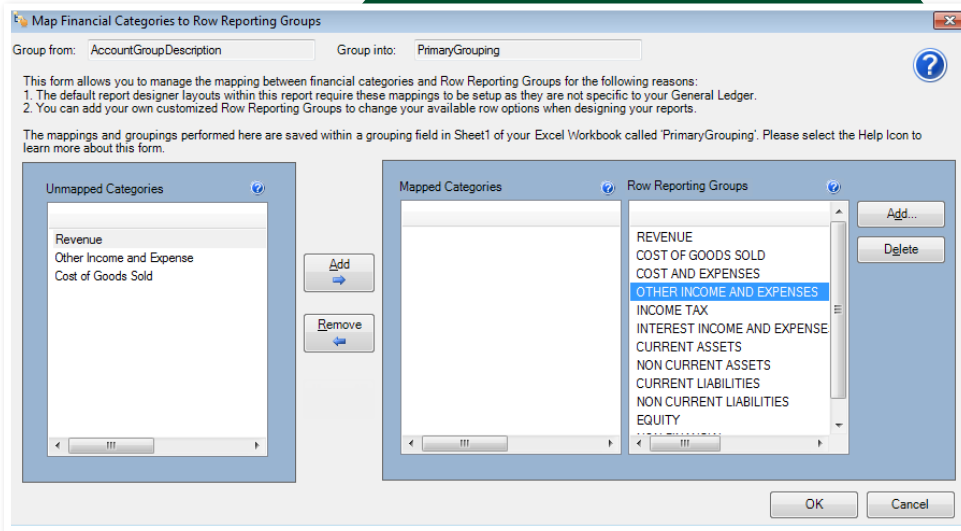 Map Financial Categories to Row Reporting Groups
Group from: AccountGroupDescription Group into: PrimaryGrouping
This form allows you to manage the mapping between financial categories and Row Reporting Groups for the following reasons:
1. The default report designer layouts within this report require these mappings to be setup as they are not specific to your General Ledger.
2. You can add your own customized Row Reporting Groups to change your available row options when designing your reports.
The mappings and groupings performed here are saved within a grouping field in Sheet1 of your Excel Workbook called 'PrimaryGrouping'. Please select the Help Icon to
learn more about this form.
Unmapped Categories
Revenue
Other Income and Expense
Cost of Goods Sold
Add
Remove
Mapped Categories
Row Reporting Groups
REVENUE
COST OF GOODS SOLD
COST AND EXPENSES
OTHER INCOME AND EXPENSES
INCOME TAX
INTEREST INCOME AND EXPENSE
CURRENT ASSETS
NON CURRENT ASSETS
CURRENT LIABILITIES
NON CURRENT LIABILITIES
EQUITY
Add...
Delete
OK
Cancel